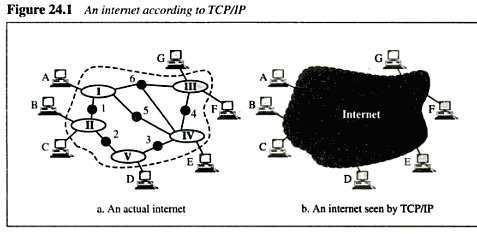 Figure 24.1 An internet according to TCP/IP
G
6
A
I
III
1
5
B
4
F
II
2
3
IV
C
V
E
D
a. An actual internet
G
A
B
Internet
F
C
E
D
b. An internet seen by TCP/IP